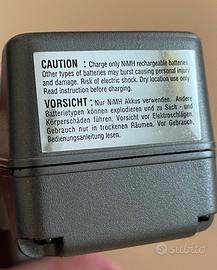 CAUTION : Charge only NiMH rechargeable batteries.
Other types of batteries may burst causing personal injury
and damage. Risk of electric shock. Dry location use only
Read instruction before charging.
VORSICHT : Nur NiMH Akkus verwenden. Andere
Batterietypen können explodieren und zu Sach - und
Körperschäden führen. Vorsicht vor Elektroschlägen.
Gebrauch nur in trockenen Räumen. Vor Gebrauch,
Bedienungsanleitung lesen.
subito